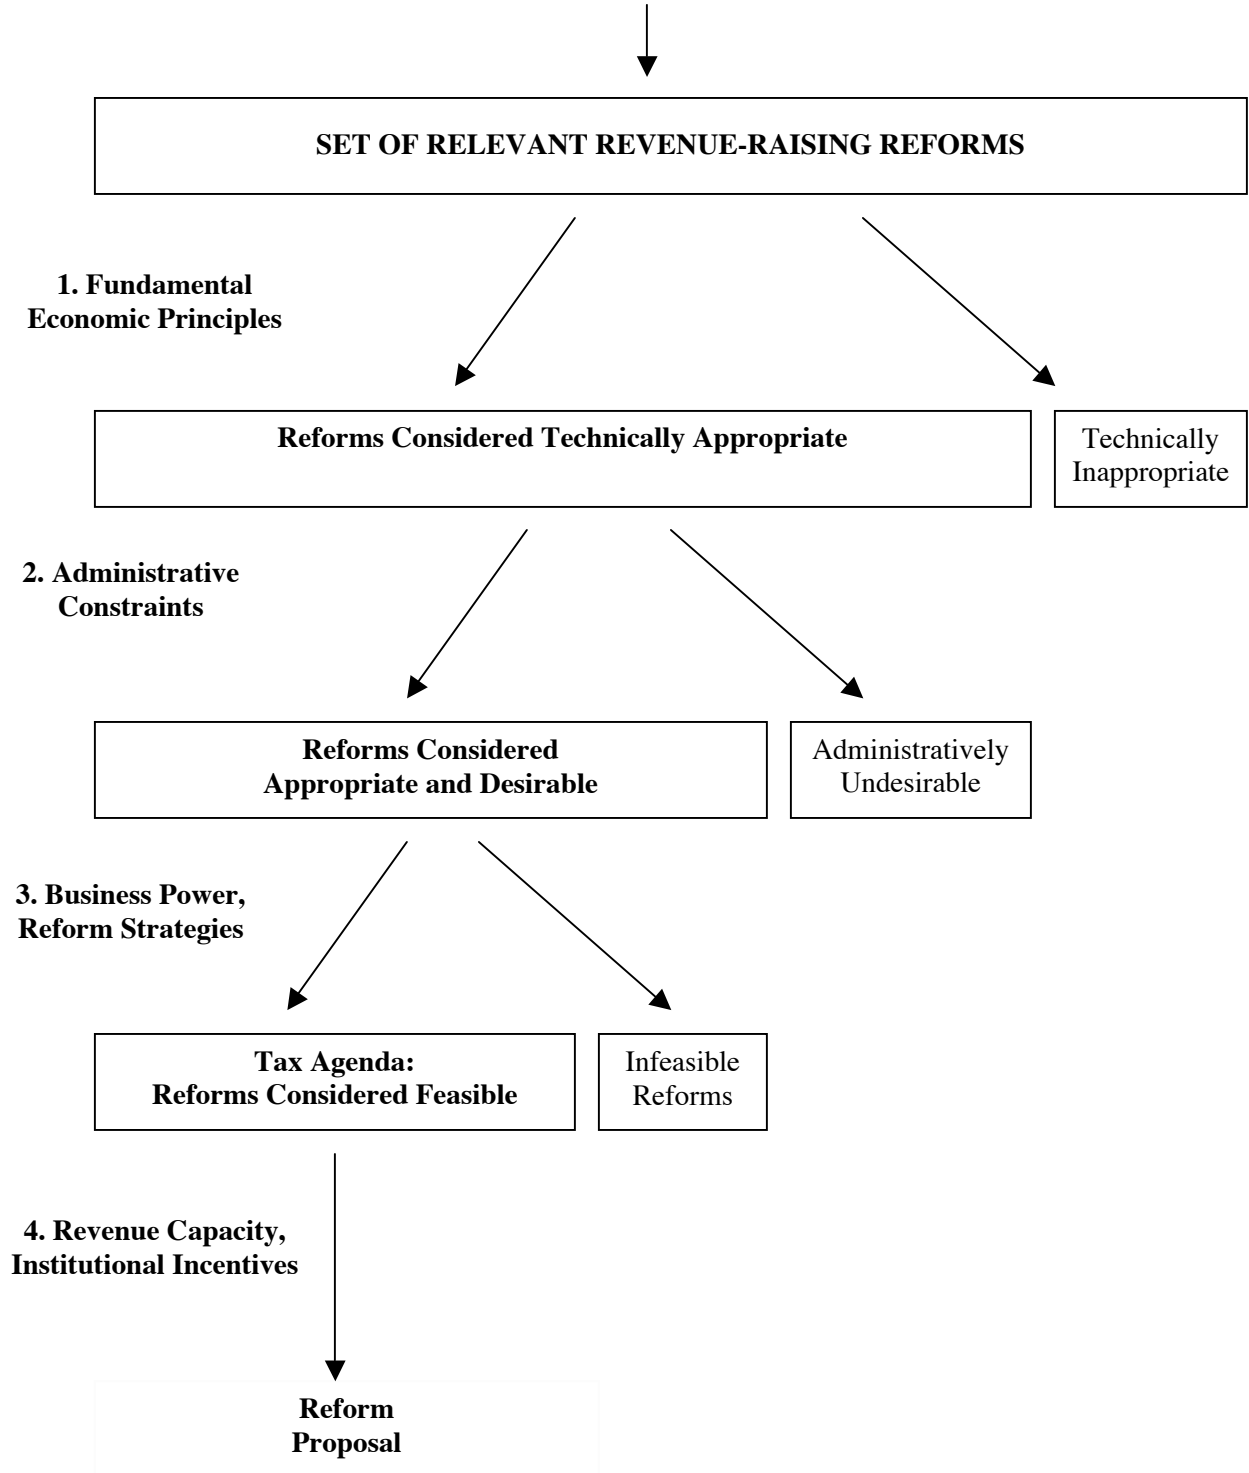 SET OF RELEVANT REVENUE-RAISING REFORMS
1. Fundamental
Economic Principles
Reforms Considered Technically Appropriate
Technically
Inappropriate
2. Administrative
Constraints
Reforms Considered
Appropriate and Desirable
Administratively
Undesirable
3. Business Power,
Reform Strategies
Tax Agenda:
Reforms Considered Feasible
Infeasible
Reforms
4. Revenue Capacity,
Institutional Incentives
Reform
Proposal